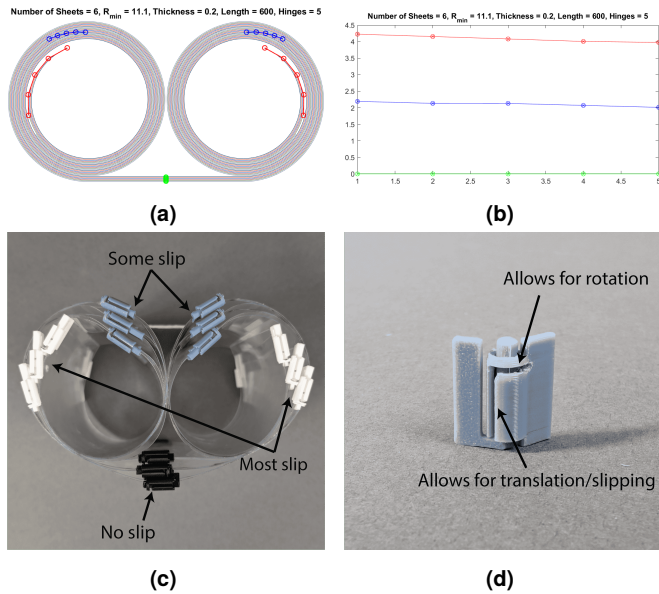 Number of Sheets = 6, Rmin = 11.1, Thickness = 0.2, Length = 600, Hinges = 5
(a)
Number of Sheets = 6, Rmin = 11.1, Thickness = 0.2, Length = 600, Hinges = 5
4.5
4
3.5
3
2.5
2
1.5
1
0.5
0
1 1.5 2 2.5 3 3.5 4 4.5 5
(b)
Some slip
Most slip
No slip
(c)
Allows for rotation
Allows for translation/slipping
(d)